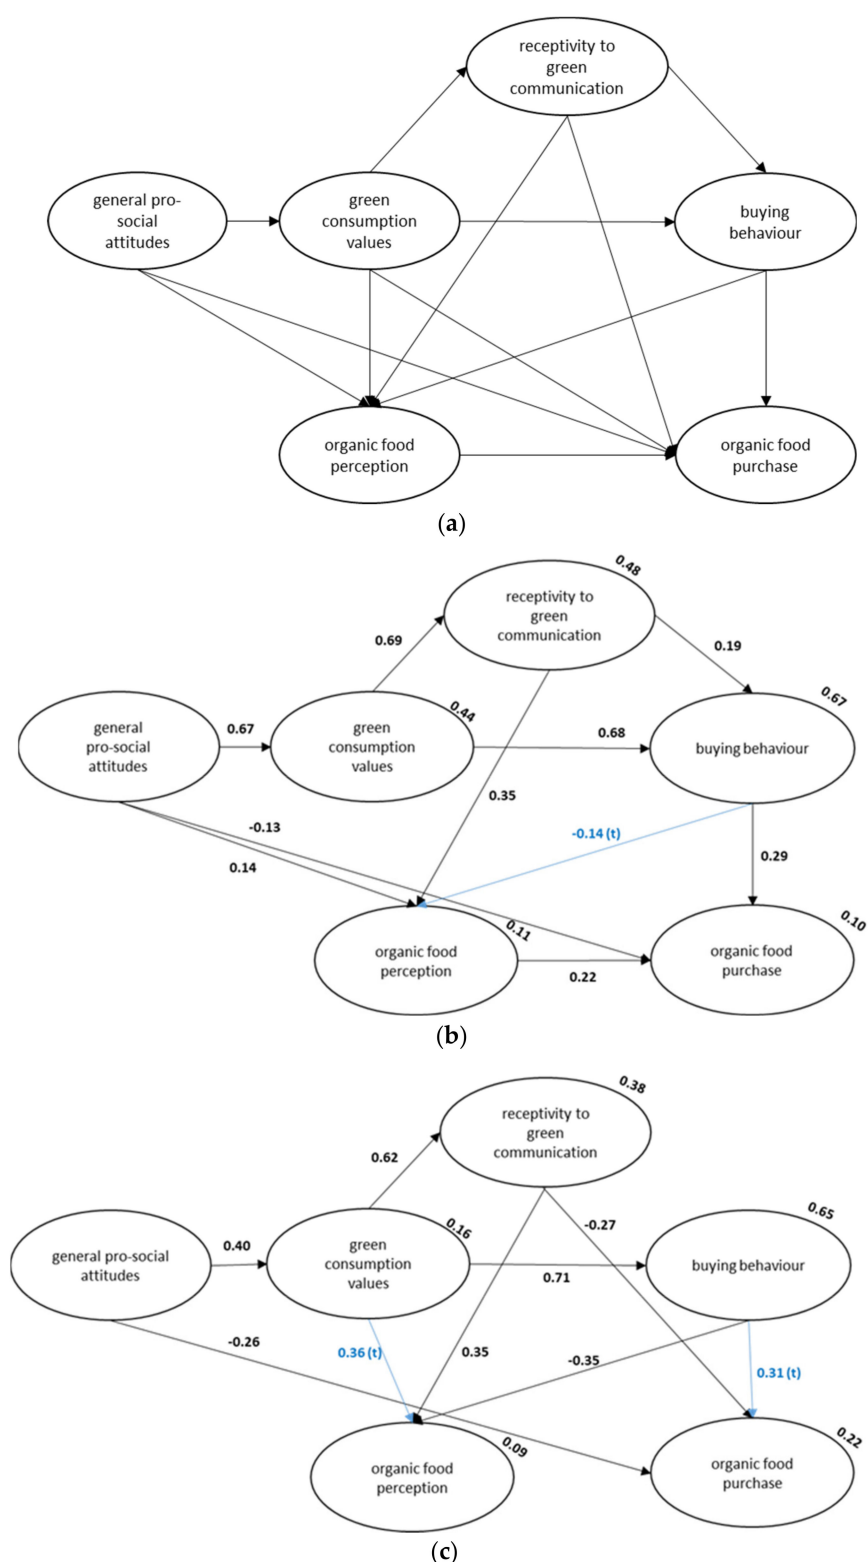 receptivity to
green
communication
general pro-
social
attitudes
green
consumption
values
buying
behaviour
organic food
perception
organic food
purchase
(a)
0.48
receptivity to
green
communication
0.69
0.19
0.67
general
pro-social
attitudes
0.67
0.44
green
consumption
values
0.68
buying behaviour
0.35
-0.13
-0.14 (t)
0.14
0.29
0.11
organic food
perception
0.22
0.10
organic food
purchase
(b)
0.38
receptivity to
green
communication
0.62
-0.27
0.65
general pro-social
attitudes
0.40
0.16
green
consumption
values
0.71
buying behaviour
-0.26
0.36 (t)
0.35
-0.35
0.31 (t)
0.09
organic food
perception
0.22
organic food
purchase
(c)